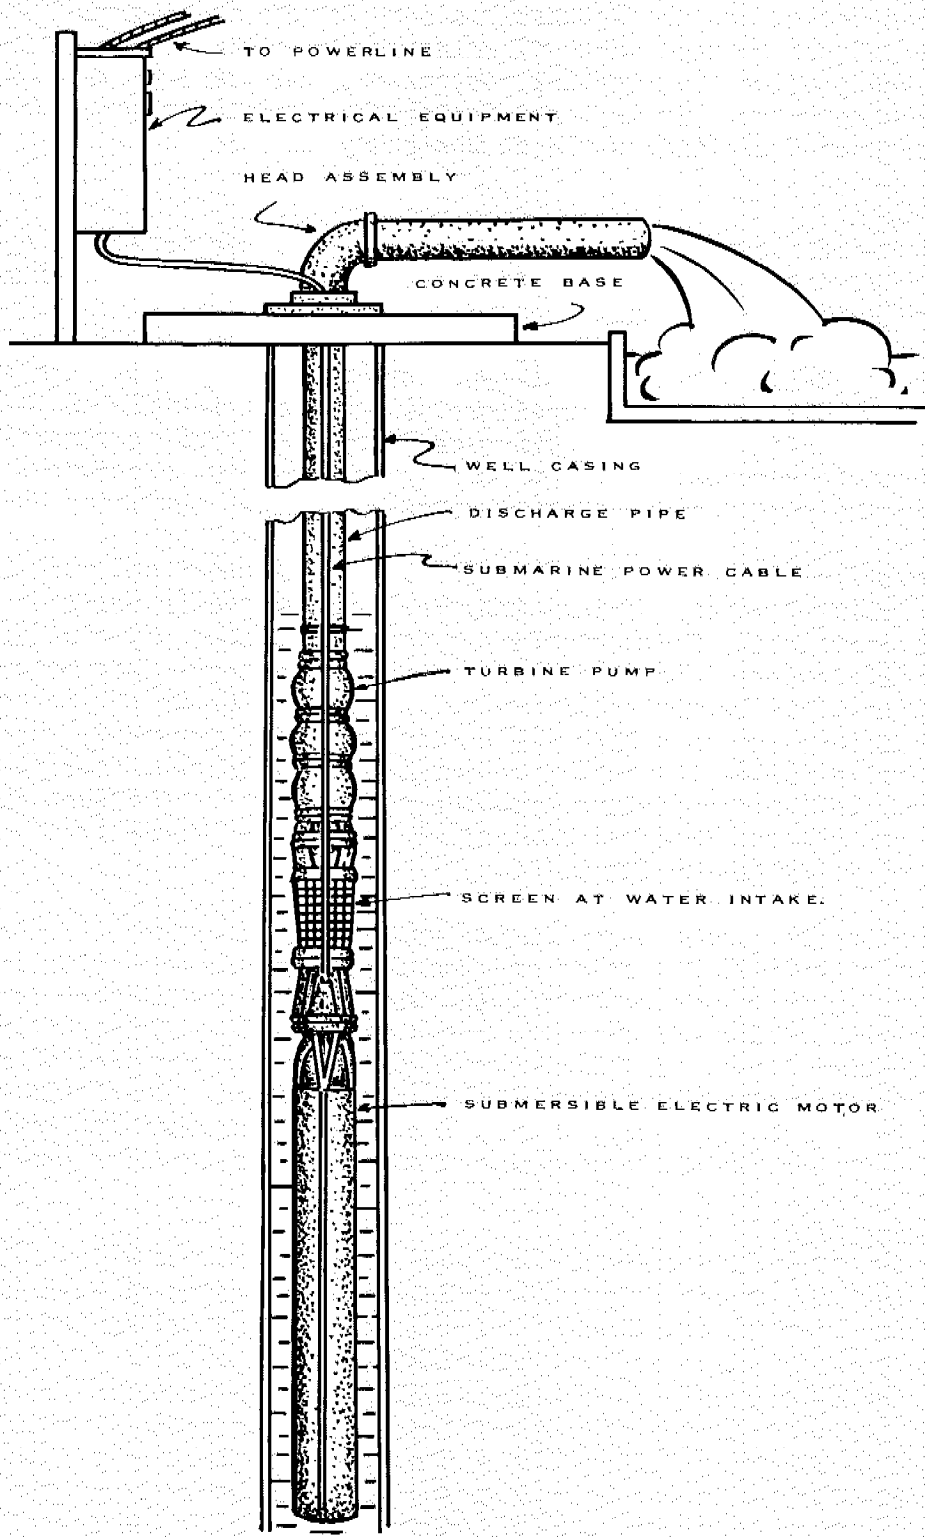 TO POWERLINE
ELECTRICAL EQUIPMENT
HEAD ASSEMBLY
CONCRETE BASE
WELL CASING
DISCHARGE PIPE
SUBMARINE POWER CABLE
TURBINE PUMP
SCREEN AT WATER INTAKE.
SUBMERSIBLE ELECTRIC MOTOR